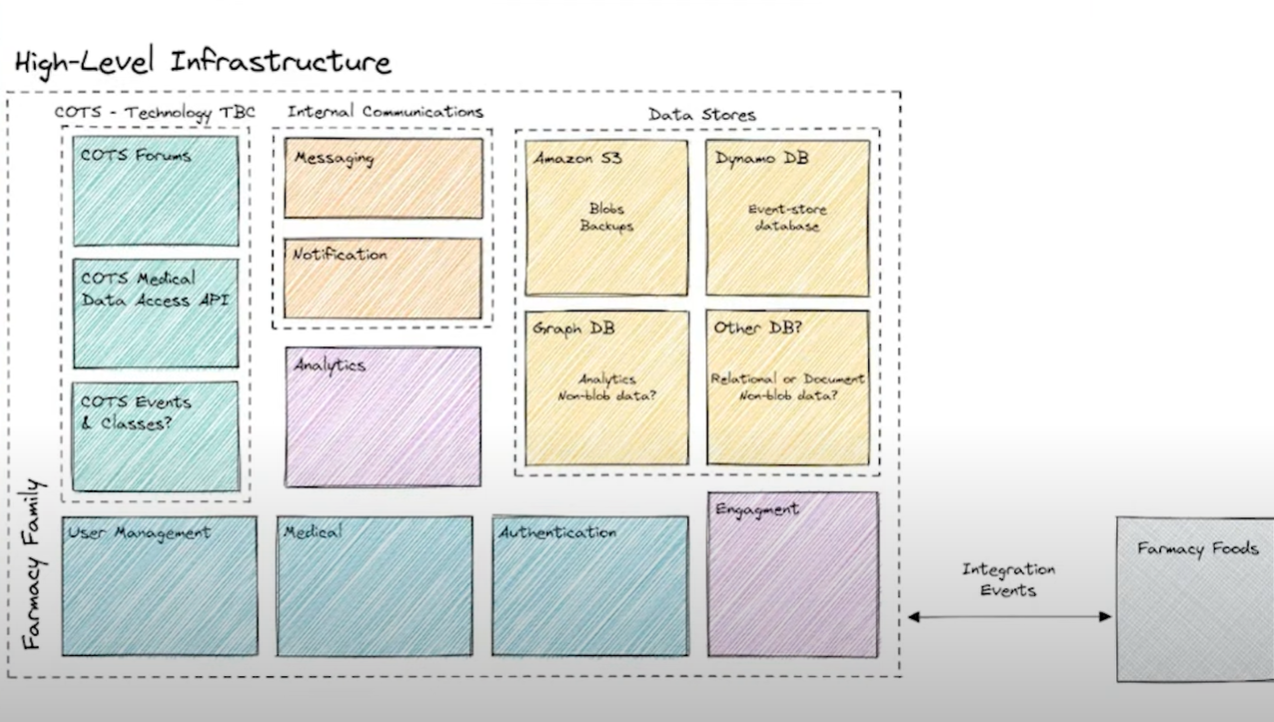 High-Level Infrastructure
COTS - Technology TBC
COTS Forums
COTS Medical
Data Access API
COTS Events
& Classes?
Internal Communications
Messaging
Notification
Analytics
Data Stores
Amazon S3
Blobs
Backups
Dynamo DB
Event-store
database
Graph DB
Analytics
Non-blob data?
Other DB?
Relational or Document
Non-blob data?
Farmacy Family
User Management
Medical
Authentication
Engagment
Integration
Events
Farmacy Foods